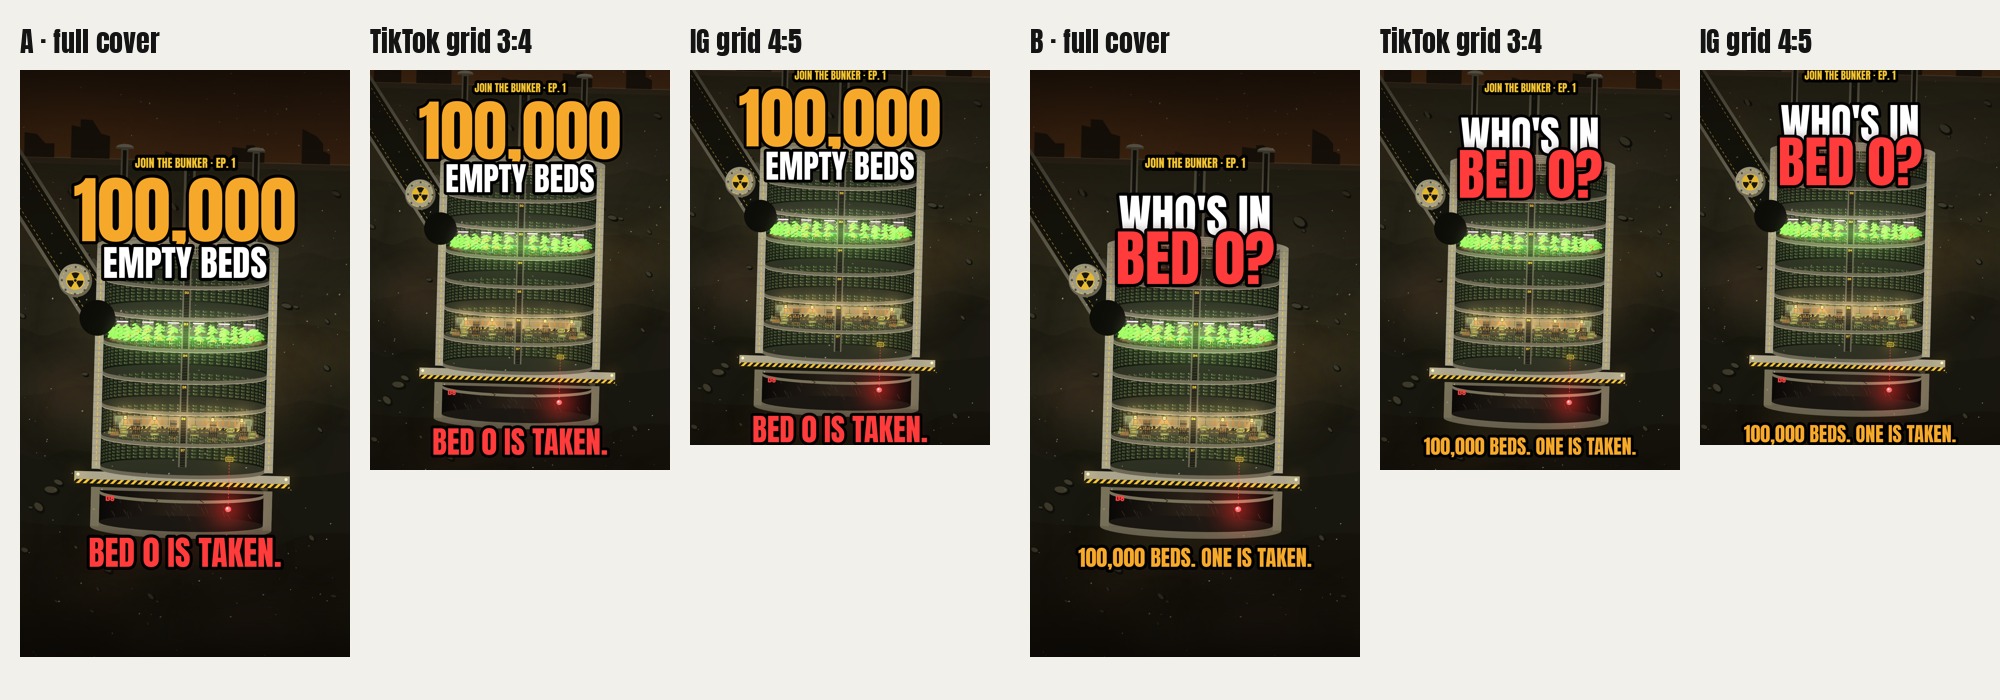 A · full cover
JOIN THE BUNKER · EP. 1
100,000
EMPTY BEDS
BED 0 IS TAKEN.
TikTok grid 3:4
JOIN THE BUNKER · EP. 1
100,000
EMPTY BEDS
BED 0 IS TAKEN.
IG grid 4:5
JOIN THE BUNKER · EP. 1
100,000
EMPTY BEDS
BED 0 IS TAKEN.
B · full cover
JOIN THE BUNKER · EP. 1
WHO'S IN
BED 0?
100,000 BEDS. ONE IS TAKEN.
TikTok grid 3:4
JOIN THE BUNKER · EP. 1
WHO'S IN
BED 0?
100,000 BEDS. ONE IS TAKEN.
IG grid 4:5
JOIN THE BUNKER · EP. 1
WHO'S IN
BED 0?
100,000 BEDS. ONE IS TAKEN.